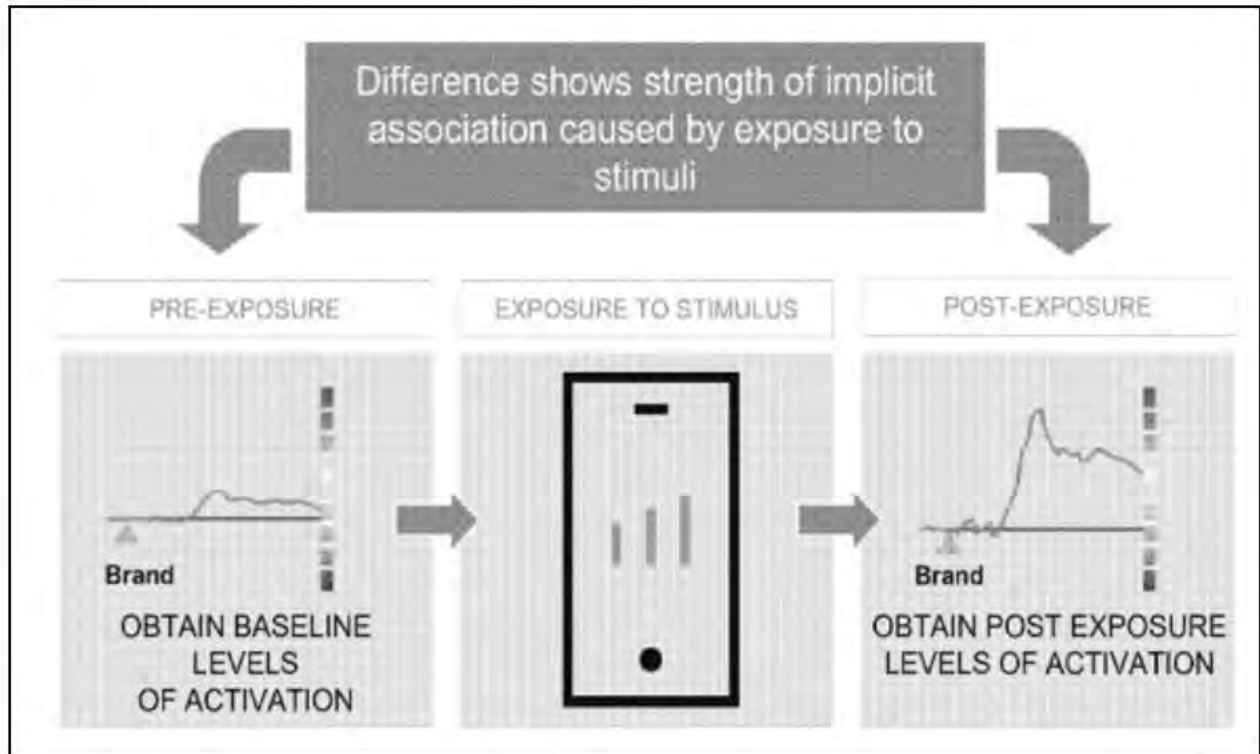 Difference shows strength of implicit
association caused by exposure to
stimuli
PRE-EXPOSURE
EXPOSURE TO STIMULUS
POST-EXPOSURE
Brand
OBTAIN BASELINE
LEVELS
OF ACTIVATION
Brand
OBTAIN POST EXPOSURE
LEVELS OF ACTIVATION